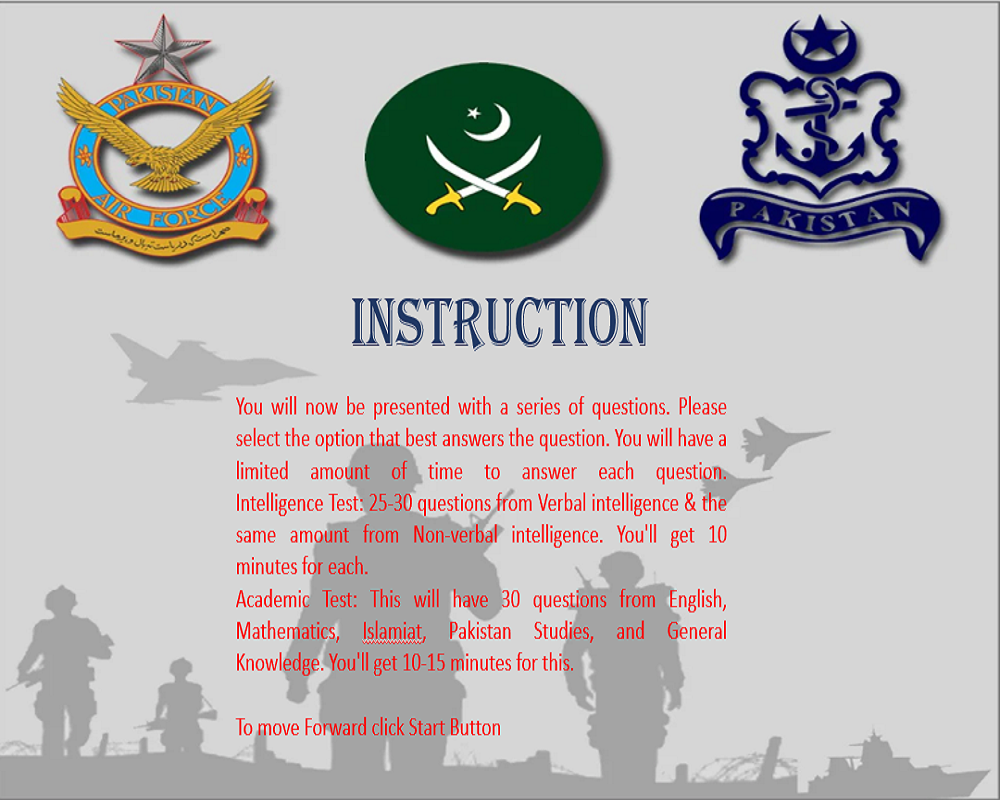 PAKISTAN
AIR FORCE
PAKISTAN
INSTRUCTION
You will now be presented with a series of questions. Please
select the option that best answers the question. You will have a
limited amount of time to answer each question.
Intelligence Test: 25-30 questions from Verbal intelligence & the
same amount from Non-verbal intelligence. You'll get 10
minutes for each.
Academic Test: This will have 30 questions from English,
Mathematics, Islamiat, Pakistan Studies, and General
Knowledge. You'll get 10-15 minutes for this.
To move Forward click Start Button